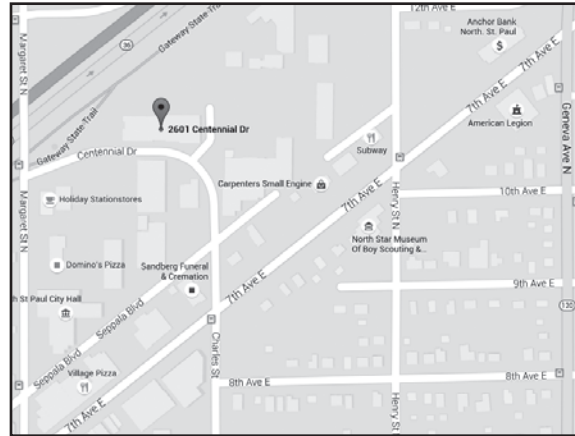 12th Ave E
Anchor Bank
North. St. Paul
$
Margaret St N
36
Gateway State Trail
7th Ave E
2601 Centennial Dr
American Legion
Geneva Ave N
Gateway State Trail
Centennial Dr
Subway
Carpenters Small Engine
7th Ave E
10th Ave E
Henry St N
Margaret St N
Holiday Stationstores
North Star Museum
Of Boy Scouting &..
Domino's Pizza
Sandberg Funeral
& Cremation
7th Ave E
9th Ave E
h St Paul City Hall
120
Seppala Blvd
Charles St
Village Pizza
Seppala Blvd
8th Ave E
8th Ave E
7th Ave E
Henry St